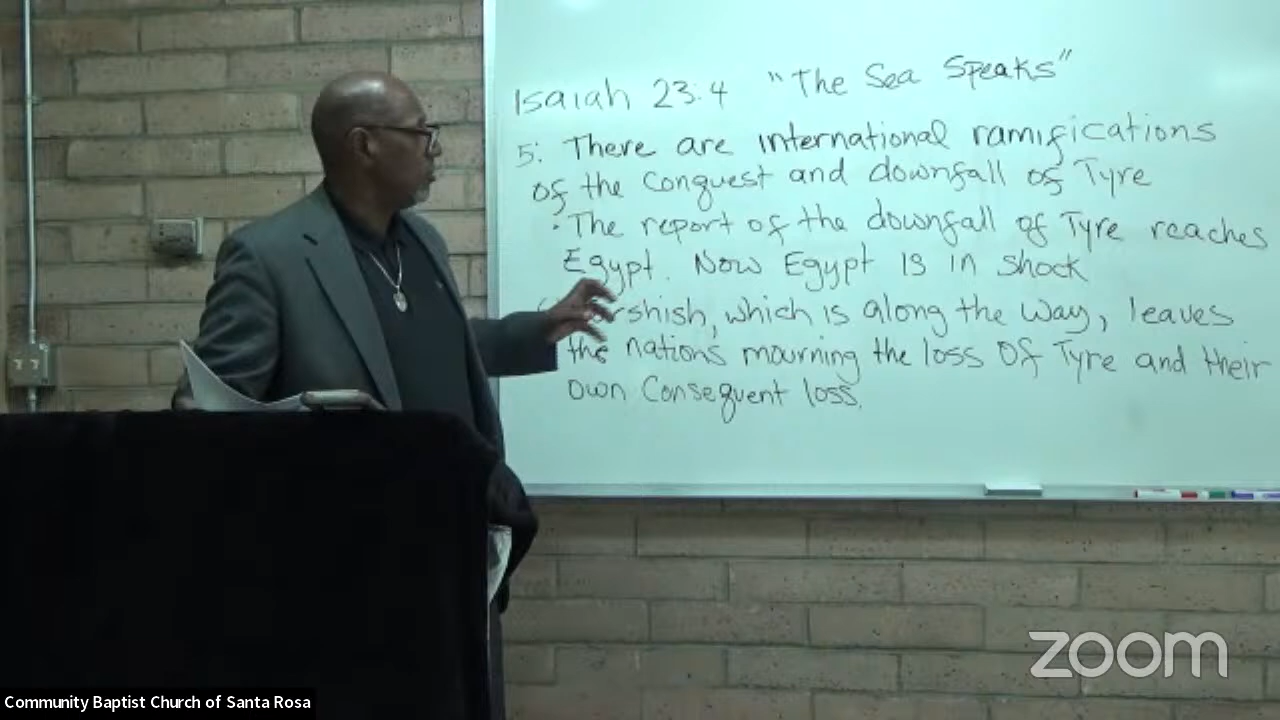 Isaiah 23:4 "The Sea Speaks"
5: There are international ramifications
of the conquest and downfall of Tyre
· The report of the downfall of Tyre reaches
Egypt. Now Egypt is in shock
which is along the way, leaves
the nations mourning the loss of Tyre and their
own consequent loss.
zoom
Community Baptist Church of Santa Rosa